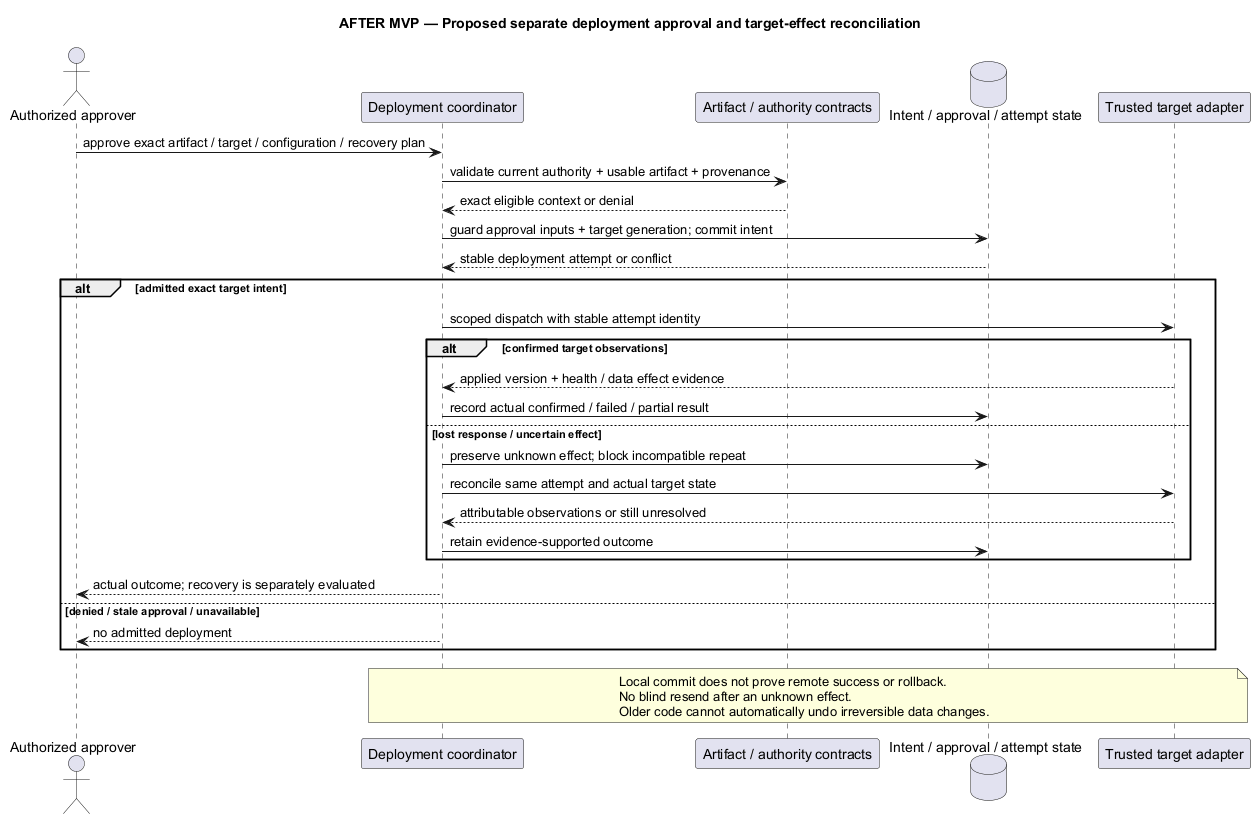 AFTER MVP — Proposed separate deployment approval and target-effect reconciliation
Authorized approver
Deployment coordinator
Artifact / authority contracts
Intent / approval / attempt state
Trusted target adapter
approve exact artifact / target / configuration / recovery plan
validate current authority + usable artifact + provenance
exact eligible context or denial
guard approval inputs + target generation; commit intent
stable deployment attempt or conflict
alt [admitted exact target intent]
scoped dispatch with stable attempt identity
alt [confirmed target observations]
applied version + health / data effect evidence
record actual confirmed / failed / partial result
[lost response / uncertain effect]
preserve unknown effect; block incompatible repeat
reconcile same attempt and actual target state
attributable observations or still unresolved
retain evidence-supported outcome
actual outcome; recovery is separately evaluated
[denied / stale approval / unavailable]
no admitted deployment
Local commit does not prove remote success or rollback.
No blind resend after an unknown effect.
Older code cannot automatically undo irreversible data changes.
Authorized approver
Deployment coordinator
Artifact / authority contracts
Intent / approval / attempt state
Trusted target adapter